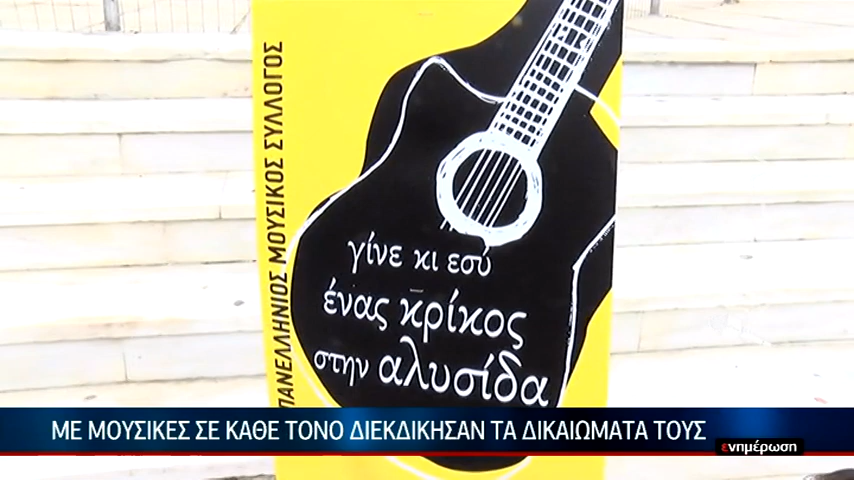 ΠΑΝΕΛΛΗΝΙΟΣ ΜΟΥΣΙΚΟΣ ΣΥΛΛΟΓΟΣ
γίνε κι εσύ
ένας κρίκος
στην αλυσίδα
ΜΕ ΜΟΥΣΙΚΕΣ ΣΕ ΚΑΘΕ ΤΟΝΟ ΔΙΕΚΔΙΚΗΣΑΝ ΤΑ ΔΙΚΑΙΩΜΑΤΑ ΤΟΥΣ
ενημέρωση